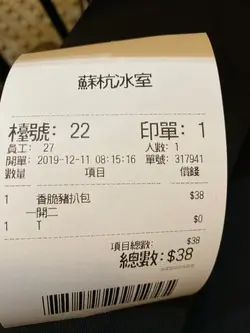 蘇杭冰室
檯號: 22 印單: 1
員工: 27 人數: 1
開單: 2019-12-11 08:15:16 單號: 317941
數量 項目 價錢
1 香脆豬扒包 $38
一開二
1 T $0
項目總數: $38
總數: $38